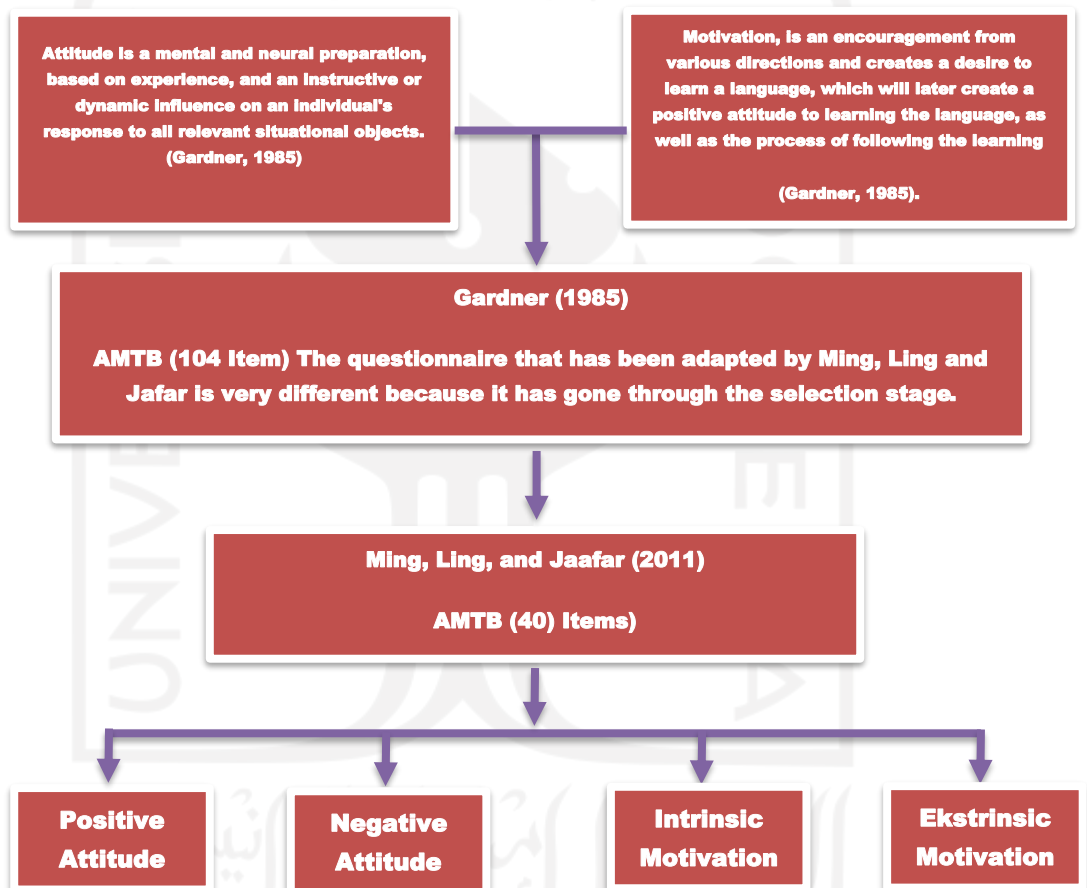 Attitude is a mental and neural preparation,
based on experience, and an instructive or
dynamic influence on an individual's
response to all relevant situational objects.
(Gardner, 1985)
Motivation, is an encouragement from
various directions and creates a desire to
learn a language, which will later create a
positive attitude to learning the language, as
well as the process of following the learning
(Gardner, 1985).
Gardner (1985)
AMTB (104 Item) The questionnaire that has been adapted by Ming, Ling and
Jafar is very different because it has gone through the selection stage.
Ming, Ling, and Jaafar (2011)
AMTB (40) Items)
Positive
Attitude
Negative
Attitude
Intrinsic
Motivation
Ekstrinsic
Motivation